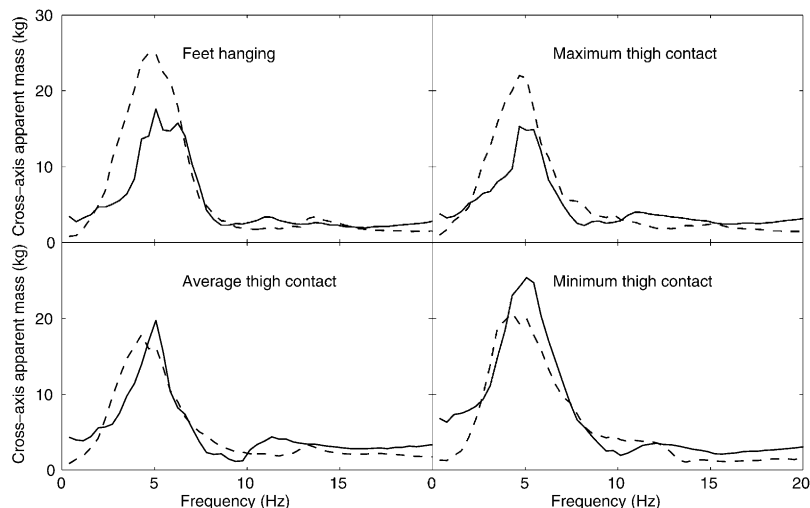 30
20
10
0
Cross–axis apparent mass (kg)
Feet hanging
Maximum thigh contact
20
10
0
Cross–axis apparent mass (kg)
Average thigh contact
Minimum thigh contact
0 5 10 15 0 5 10 15 20
Frequency (Hz) Frequency (Hz)